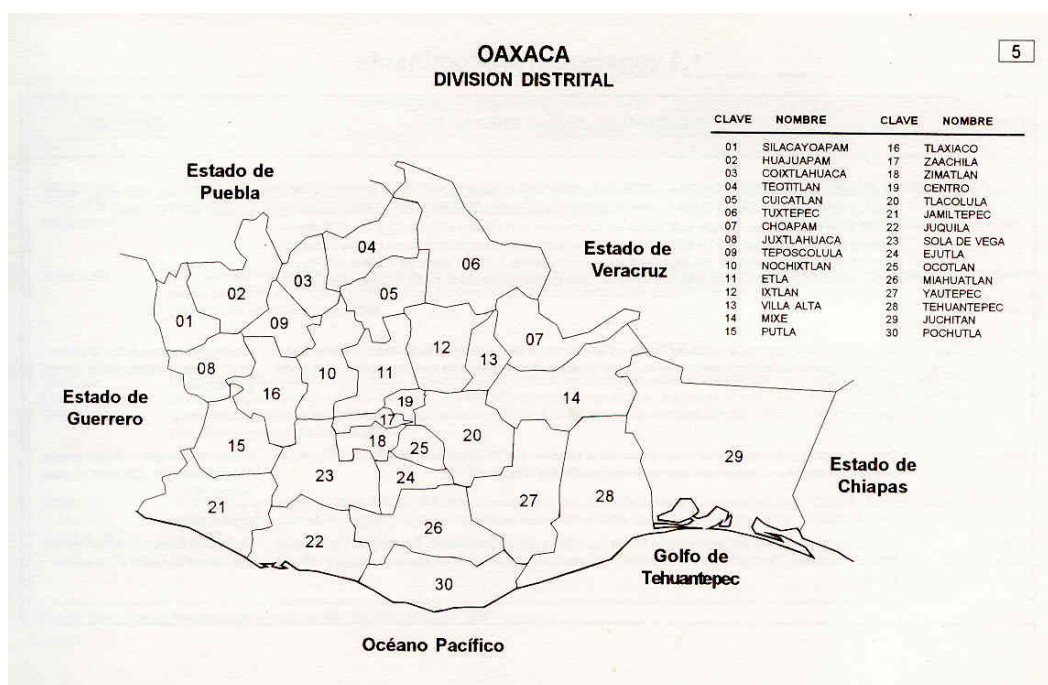 OAXACA
DIVISION DISTRITAL
5
CLAVE NOMBRE CLAVE NOMBRE
01 SILACAYOAPAM 16 TLAXIACO
02 HUAJUAPAM 17 ZAACHILA
03 COIXTLAHUACA 18 ZIMATLAN
04 TEOTITLAN 19 CENTRO
05 CUICATLAN 20 TLACOLULA
06 TUXTEPEC 21 JAMILTEPEC
07 CHOAPAM 22 JUQUILA
08 JUXTLAHUACA 23 SOLA DE VEGA
09 TEPOSCOLULA 24 EJUTLA
10 NOCHIXTLAN 25 OCOTLAN
11 ETLA 26 MIAHUATLAN
12 IXTLAN 27 YAUTEPEC
13 VILLA ALTA 28 TEHUANTEPEC
14 MIXE 29 JUCHITAN
15 PUTLA 30 POCHUTLA
Estado de
Puebla
Estado de
Veracruz
04
06
03
02
05
01
09
07
12
13
08
10
11
16
14
19
17
Estado de
Guerrero
15
18
25
20
29
Estado de
Chiapas
23
24
27
28
21
26
22
30
Golfo de
Tehuantepec
Océano Pacífico